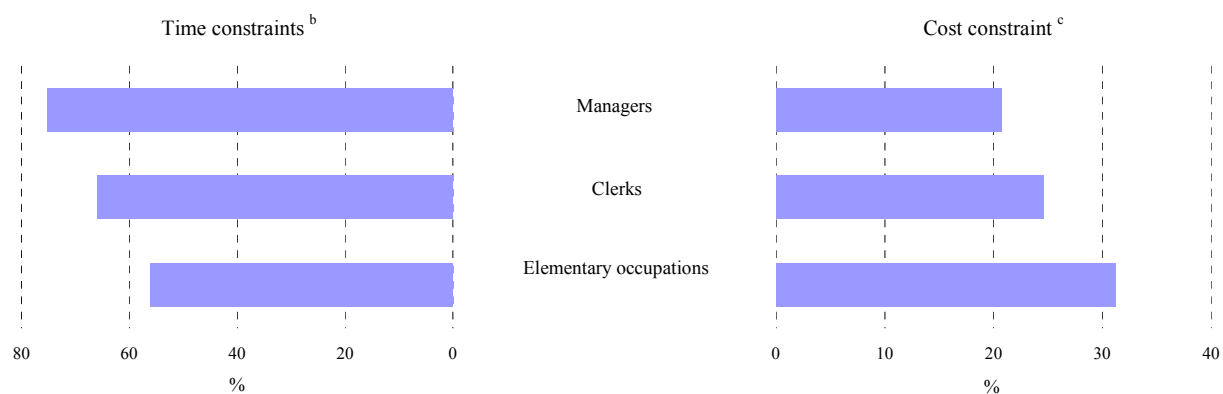 Time constraints b
Cost constraint c
Managers
Clerks
Elementary occupations
80 60 40 20 0
%
0 10 20 30 40
%